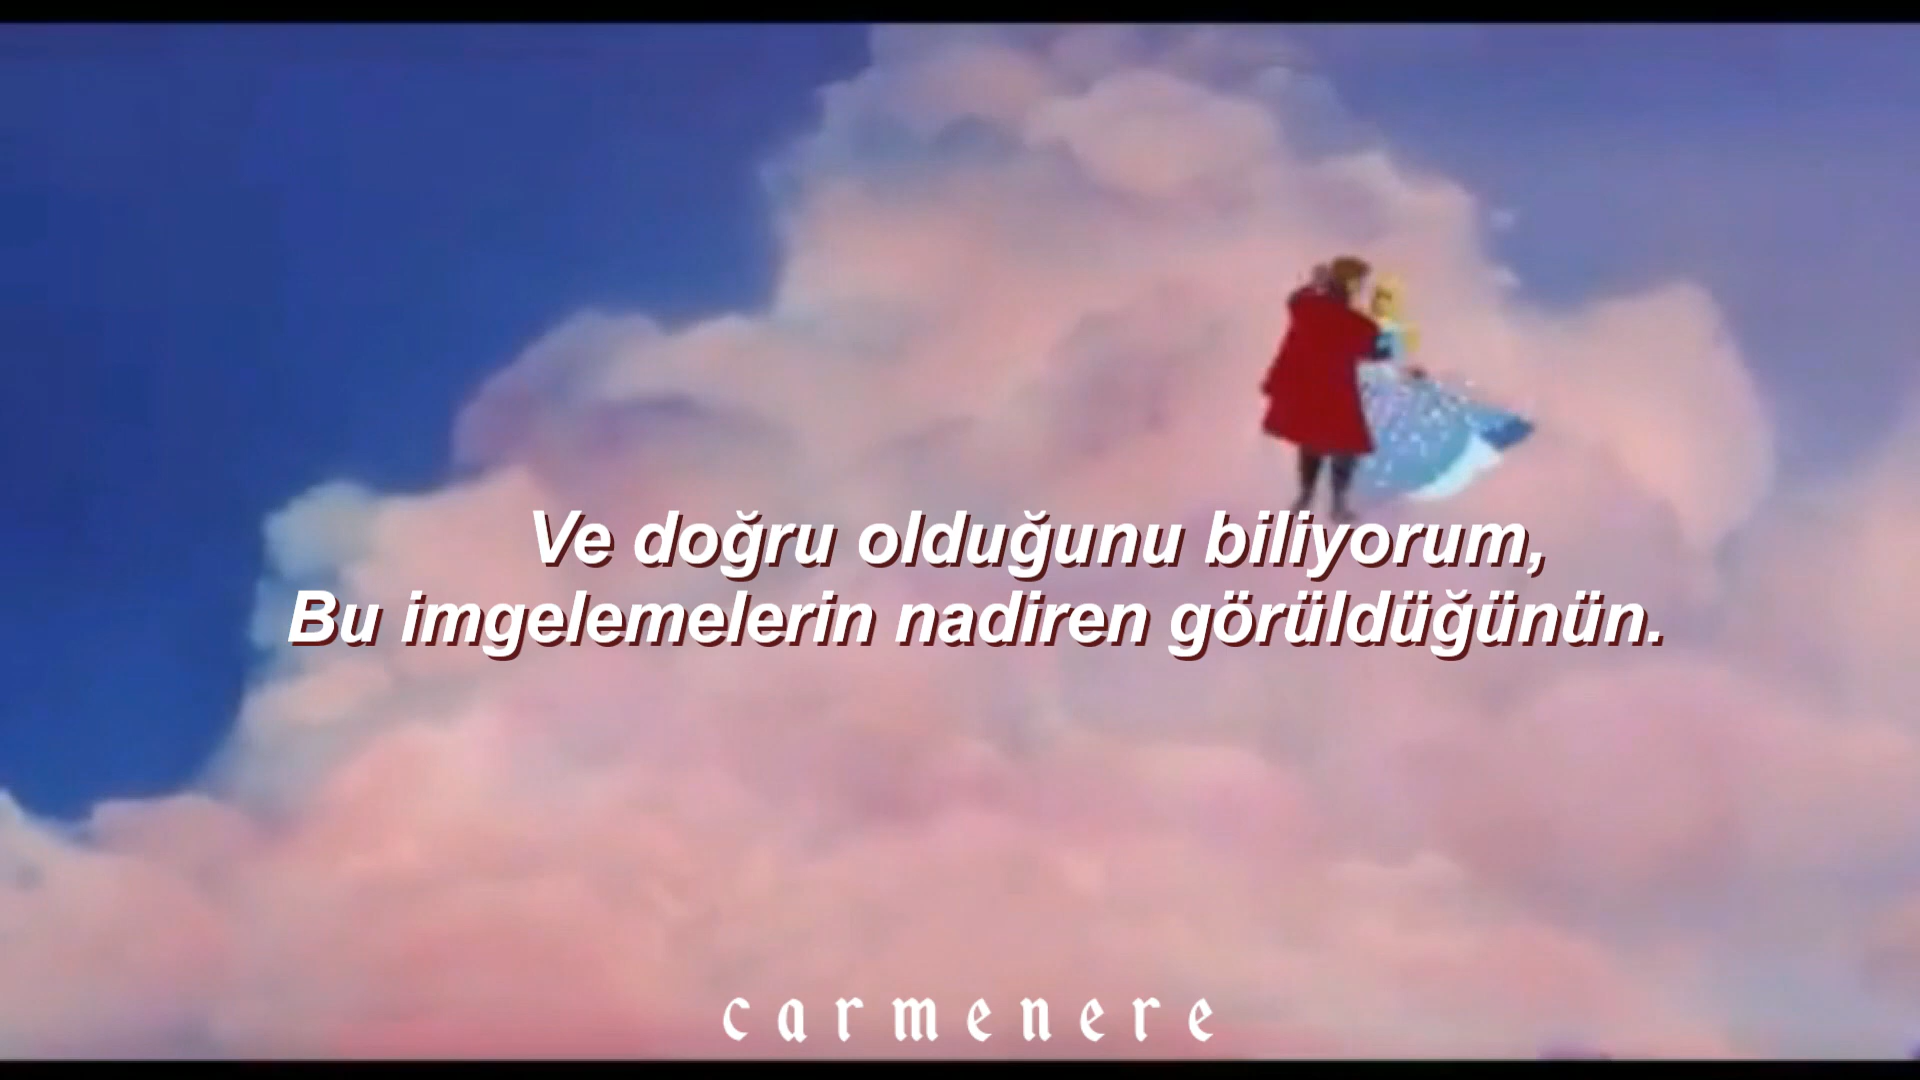 Ve doğru olduğunu biliyorum,
Bu imgelemelerin nadiren görüldüğünün.
carmenere